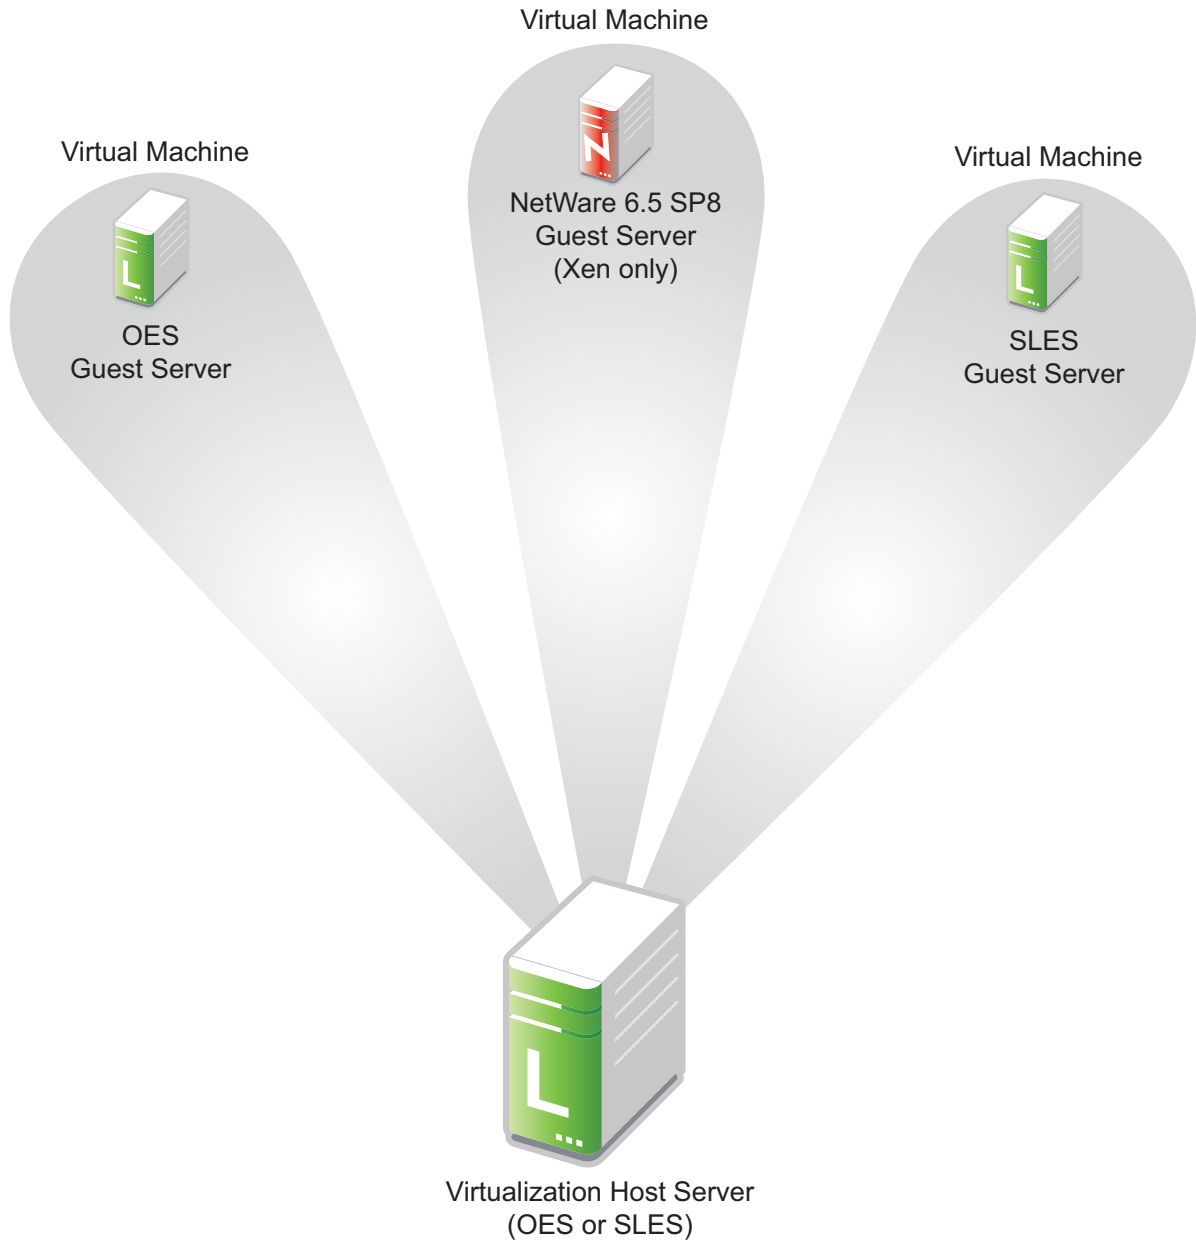 Virtual Machine
N
NetWare 6.5 SP8
Guest Server
(Xen only)
Virtual Machine
L
OES
Guest Server
Virtual Machine
L
SLES
Guest Server
L
Virtualization Host Server
(OES or SLES)